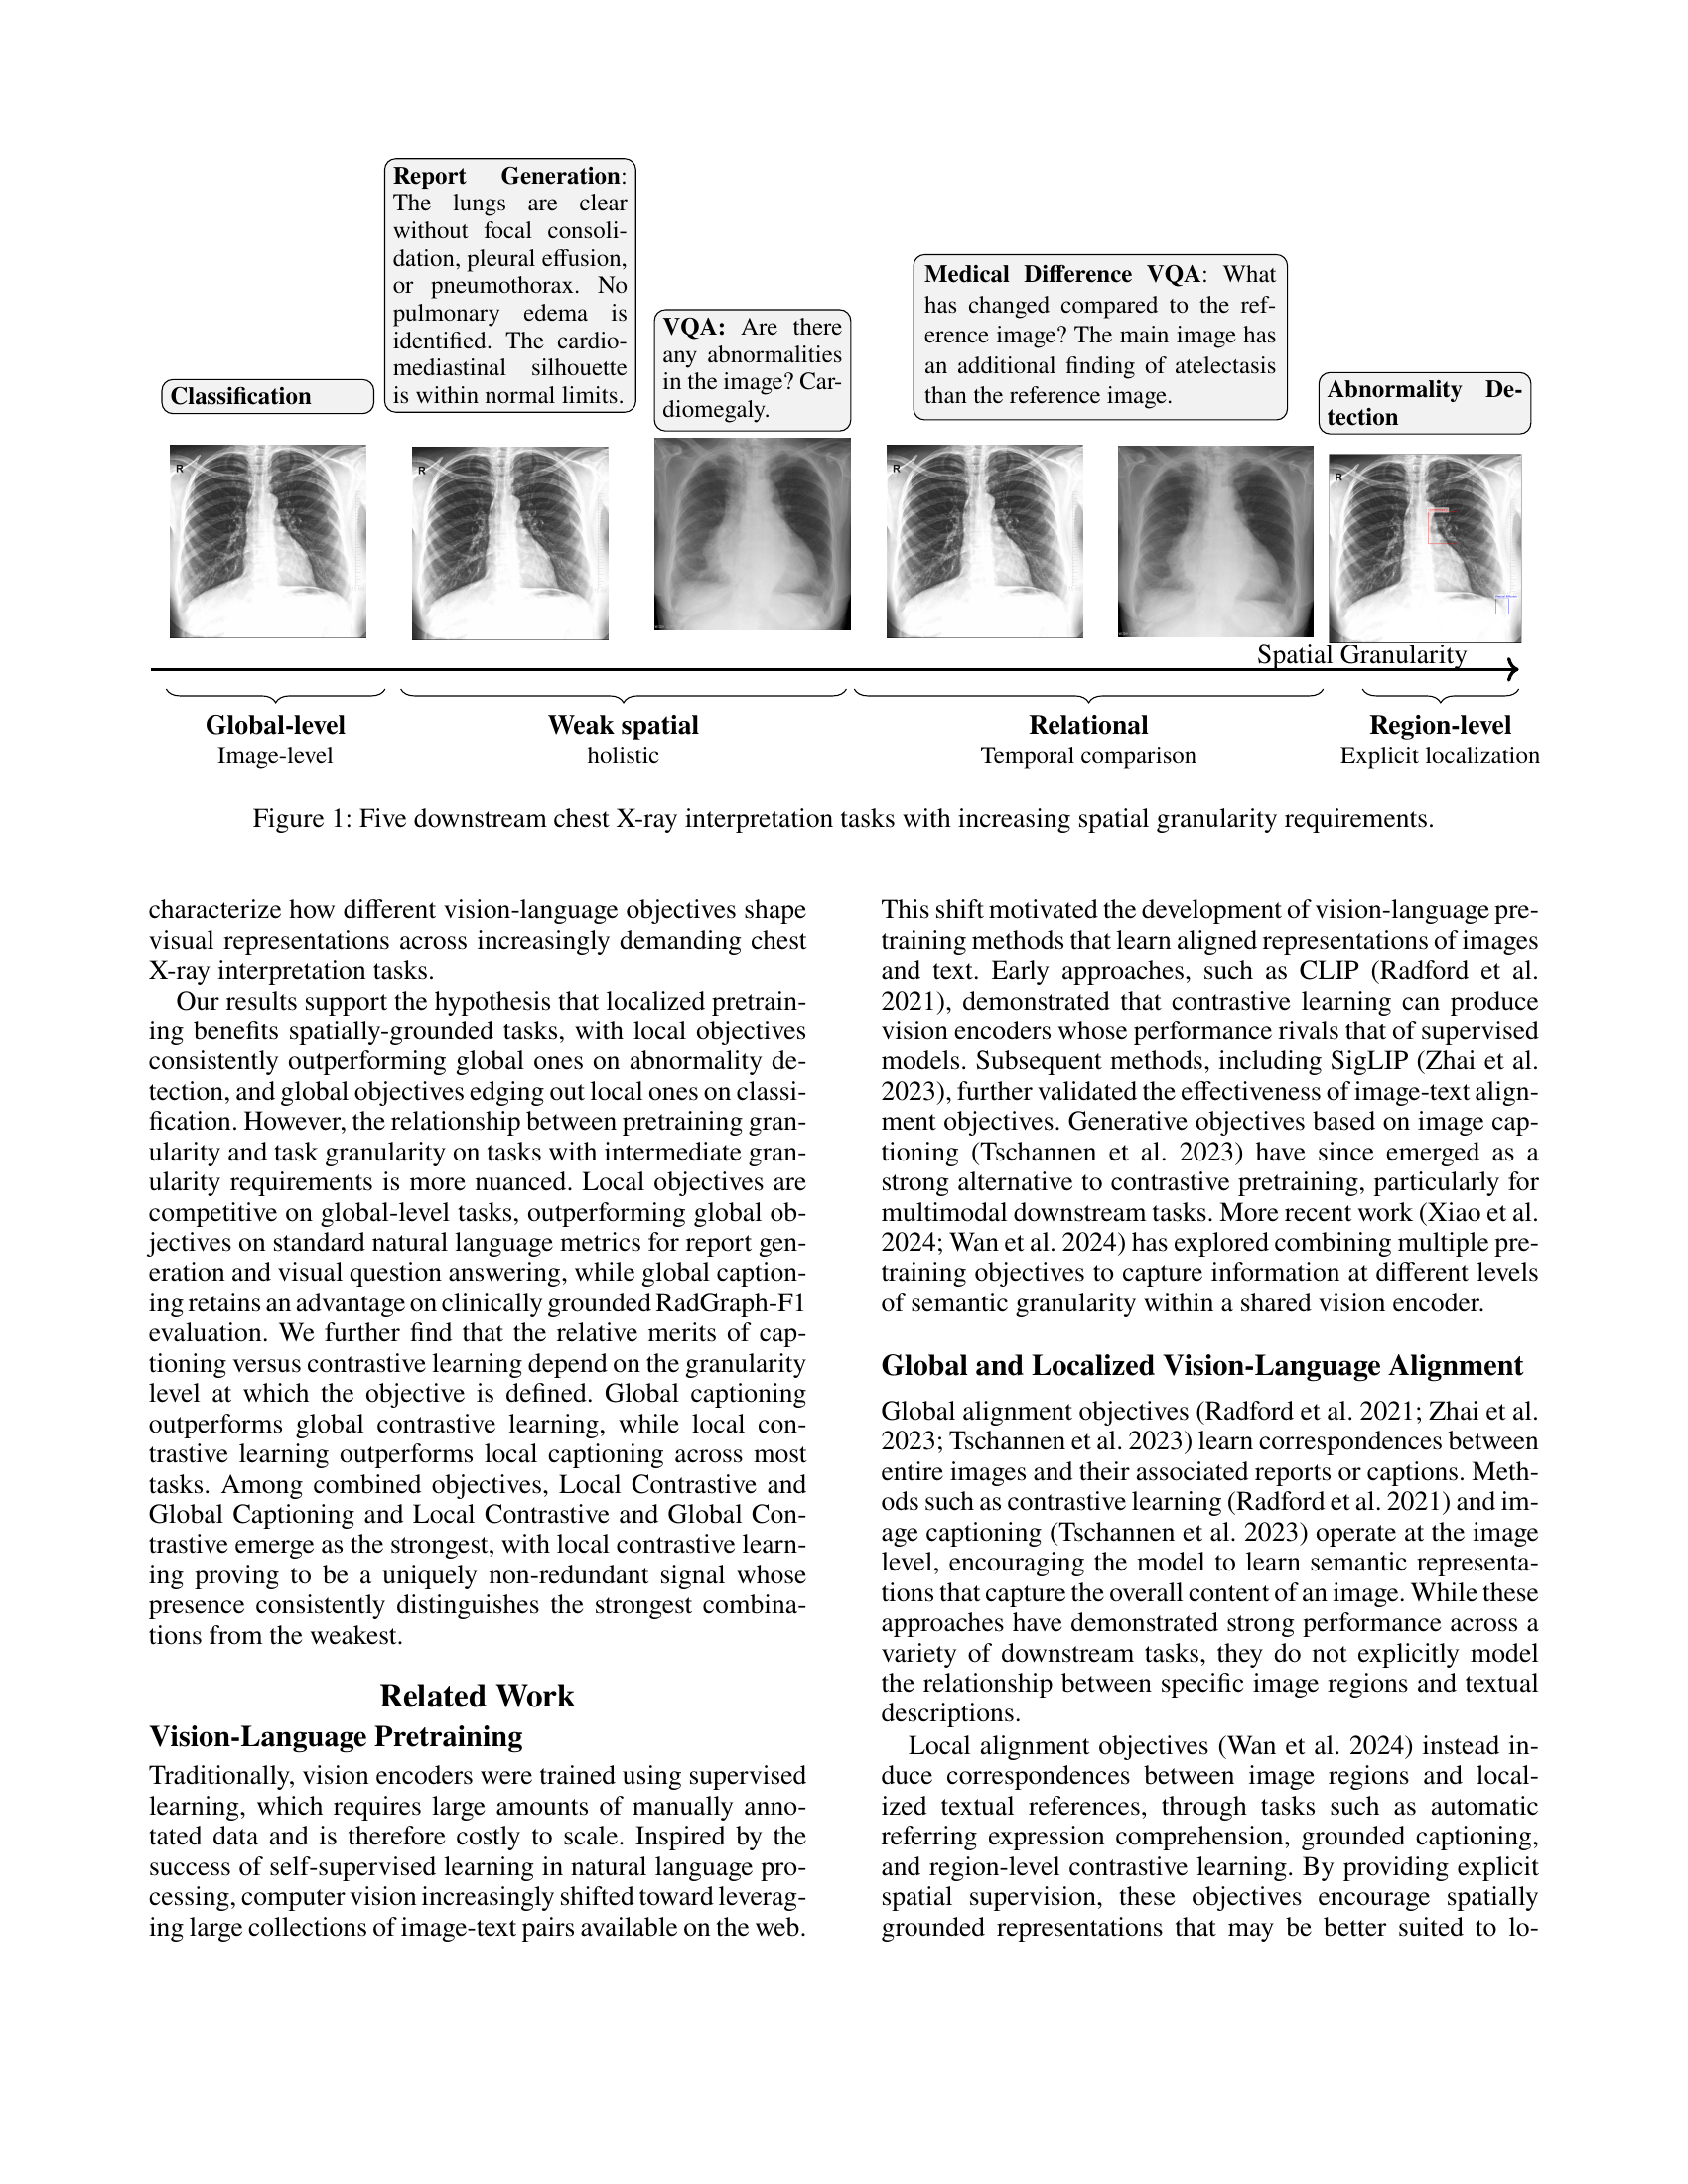 Classification
Report Generation:
The lungs are clear
without focal consoli-
dation, pleural effusion,
or pneumothorax. No
pulmonary edema is
identified. The cardio-
mediastinal silhouette
is within normal limits.
VQA: Are there
any abnormalities
in the image? Car-
diomegaly.
Medical Difference VQA: What
has changed compared to the ref-
erence image? The main image has
an additional finding of atelectasis
than the reference image.
Abnormality De-
tection
R
R
R
R
Spatial Granularity
Global-level
Image-level
Weak spatial
holistic
Relational
Temporal comparison
Region-level
Explicit localization
Figure 1: Five downstream chest X-ray interpretation tasks with increasing spatial granularity requirements.
characterize how different vision-language objectives shape
visual representations across increasingly demanding chest
X-ray interpretation tasks.
Our results support the hypothesis that localized pretrain-
ing benefits spatially-grounded tasks, with local objectives
consistently outperforming global ones on abnormality de-
tection, and global objectives edging out local ones on classi-
fication. However, the relationship between pretraining gran-
ularity and task granularity on tasks with intermediate gran-
ularity requirements is more nuanced. Local objectives are
competitive on global-level tasks, outperforming global ob-
jectives on standard natural language metrics for report gen-
eration and visual question answering, while global caption-
ing retains an advantage on clinically grounded RadGraph-F1
evaluation. We further find that the relative merits of cap-
tioning versus contrastive learning depend on the granularity
level at which the objective is defined. Global captioning
outperforms global contrastive learning, while local con-
trastive learning outperforms local captioning across most
tasks. Among combined objectives, Local Contrastive and
Global Captioning and Local Contrastive and Global Con-
trastive emerge as the strongest, with local contrastive learn-
ing proving to be a uniquely non-redundant signal whose
presence consistently distinguishes the strongest combina-
tions from the weakest.
Related Work
Vision-Language Pretraining
Traditionally, vision encoders were trained using supervised
learning, which requires large amounts of manually anno-
tated data and is therefore costly to scale. Inspired by the
success of self-supervised learning in natural language pro-
cessing, computer vision increasingly shifted toward leverag-
ing large collections of image-text pairs available on the web.
This shift motivated the development of vision-language pre-
training methods that learn aligned representations of images
and text. Early approaches, such as CLIP (Radford et al.
2021), demonstrated that contrastive learning can produce
vision encoders whose performance rivals that of supervised
models. Subsequent methods, including SigLIP (Zhai et al.
2023), further validated the effectiveness of image-text align-
ment objectives. Generative objectives based on image cap-
tioning (Tschannen et al. 2023) have since emerged as a
strong alternative to contrastive pretraining, particularly for
multimodal downstream tasks. More recent work (Xiao et al.
2024; Wan et al. 2024) has explored combining multiple pre-
training objectives to capture information at different levels
of semantic granularity within a shared vision encoder.
Global and Localized Vision-Language Alignment
Global alignment objectives (Radford et al. 2021; Zhai et al.
2023; Tschannen et al. 2023) learn correspondences between
entire images and their associated reports or captions. Meth-
ods such as contrastive learning (Radford et al. 2021) and im-
age captioning (Tschannen et al. 2023) operate at the image
level, encouraging the model to learn semantic representa-
tions that capture the overall content of an image. While these
approaches have demonstrated strong performance across a
variety of downstream tasks, they do not explicitly model
the relationship between specific image regions and textual
descriptions.
Local alignment objectives (Wan et al. 2024) instead in-
duce correspondences between image regions and local-
ized textual references, through tasks such as automatic
referring expression comprehension, grounded captioning,
and region-level contrastive learning. By providing explicit
spatial supervision, these objectives encourage spatially
grounded representations that may be better suited to lo-